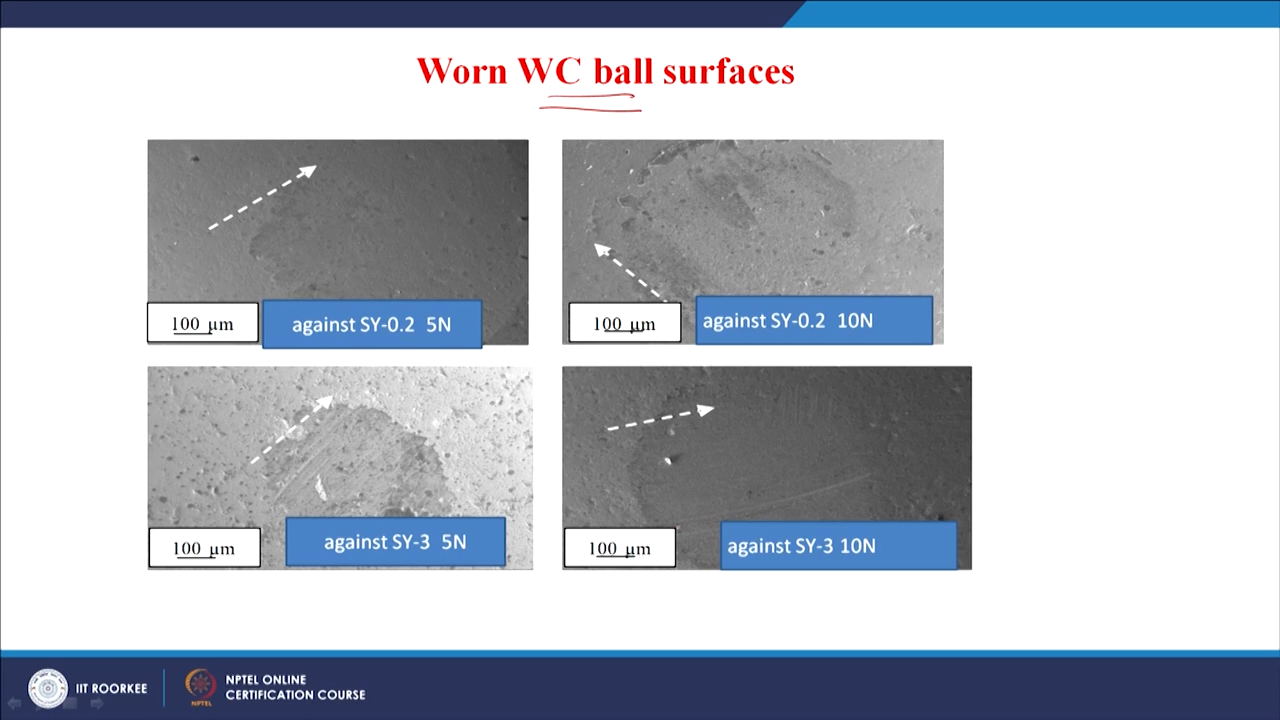 Worn WC ball surfaces
100 µm
against SY-0.2 5N
100 µm
against SY-0.2 10N
100 µm
against SY-3 5N
100 µm
against SY-3 10N
IIT ROORKEE
NPTEL
NPTEL ONLINE
CERTIFICATION COURSE